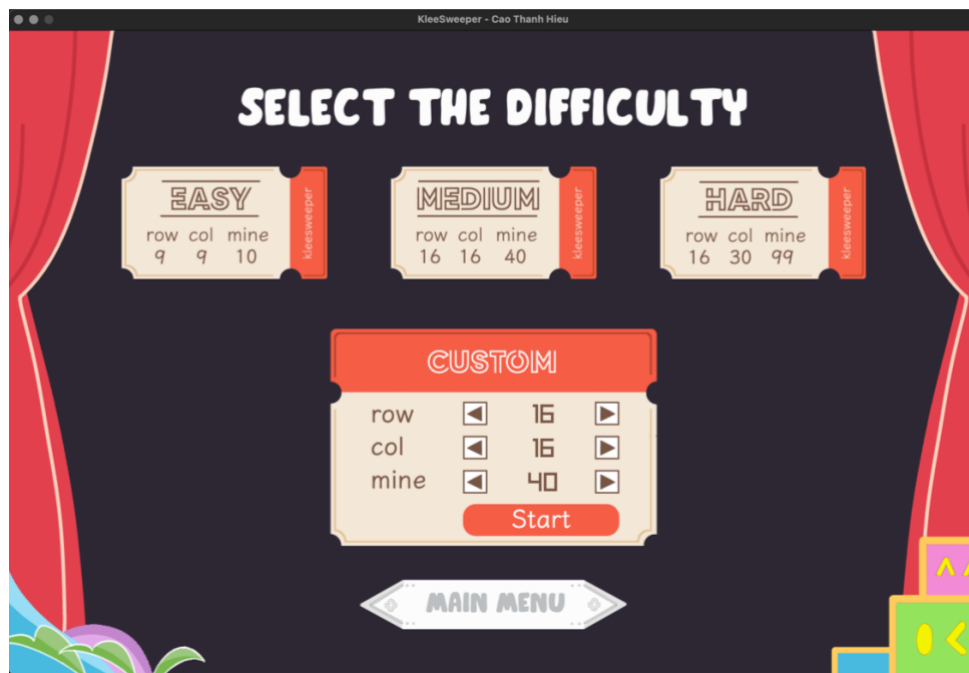 KleeSweeper - Cao Thanh Hieu
SELECT THE DIFFICULTY
EASY
row col mine
9 9 10
kleesweeper
MEDIUM
row col mine
16 16 40
kleesweeper
HARD
row col mine
16 30 99
kleesweeper
CUSTOM
row 16
col 16
mine 40
Start
MAIN MENU